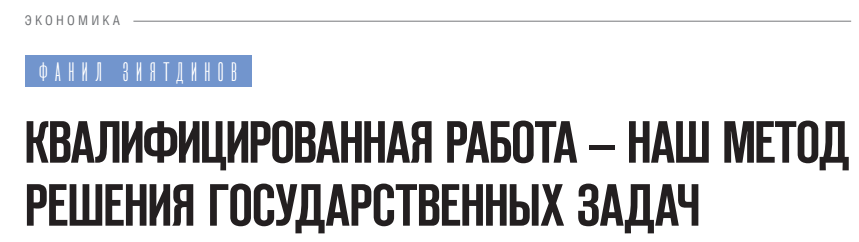 ЭКОНОМИКА
ФАНИЛ ЗИЯТДИНОВ
КВАЛИФИЦИРОВАННАЯ РАБОТА – НАШ МЕТОД
РЕШЕНИЯ ГОСУДАРСТВЕННЫХ ЗАДАЧ